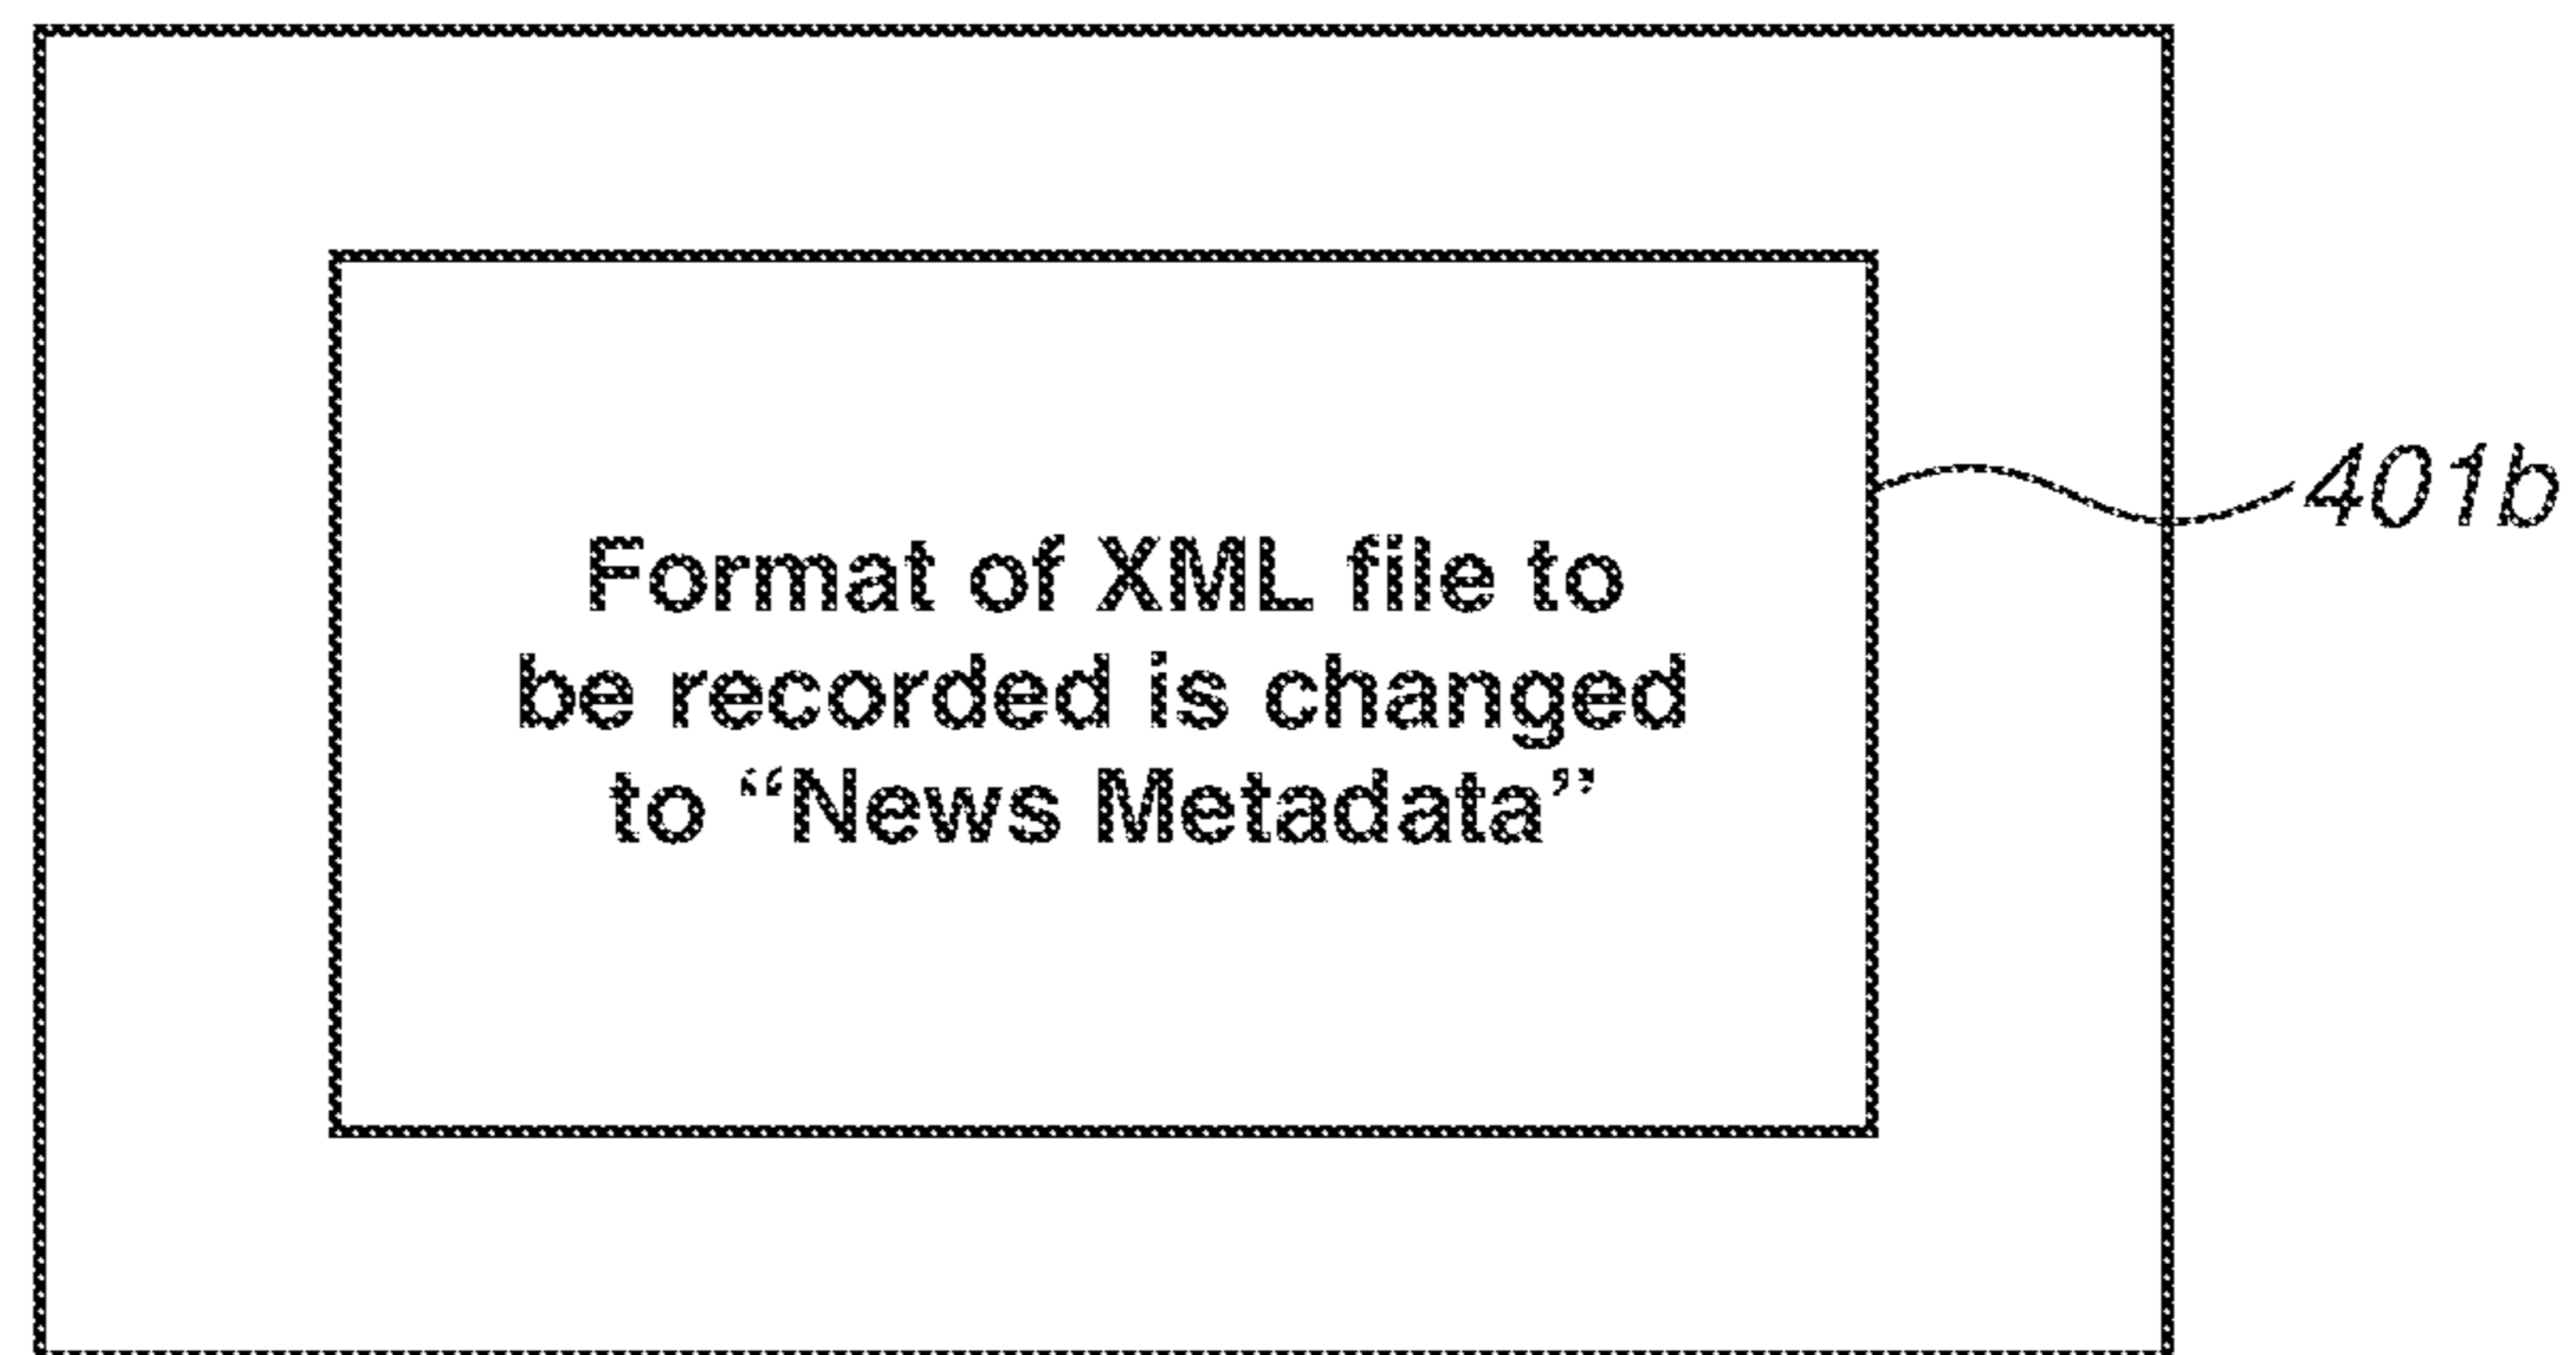 Format of XML file to
be recorded is changed
to “News Metadata”
401b